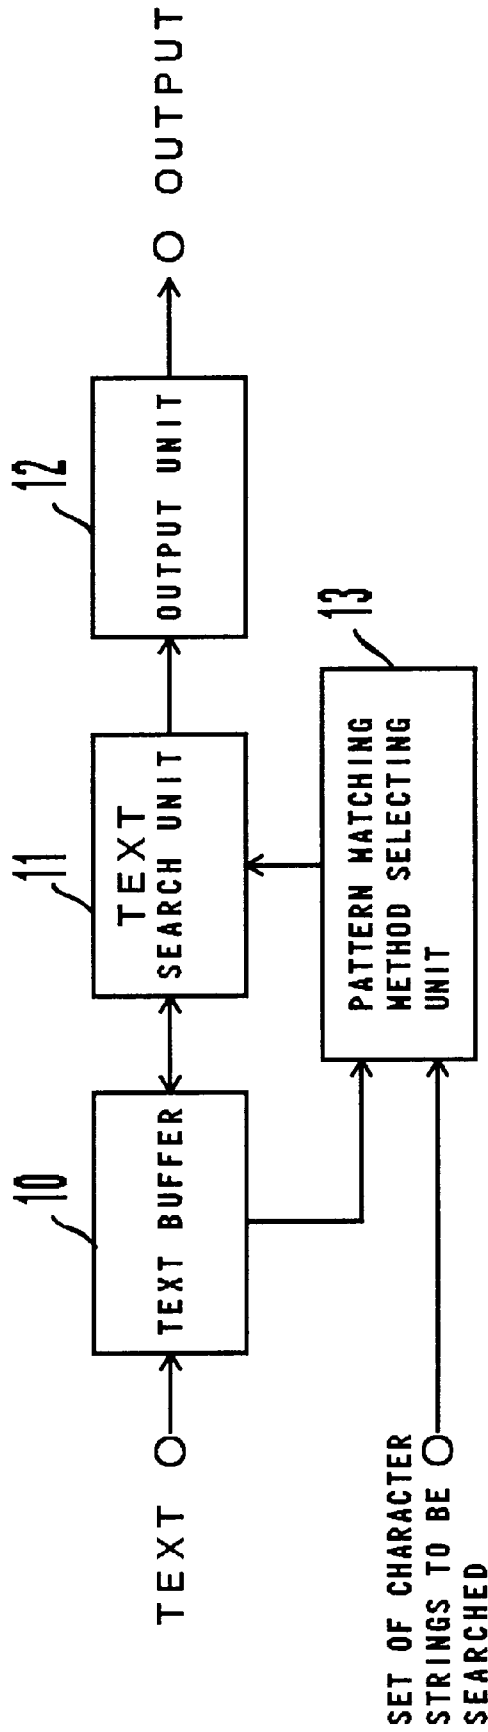 TEXT
10
TEXT BUFFER
11
TEXT
SEARCH UNIT
12
OUTPUT UNIT
OUTPUT
SET OF CHARACTER
STRINGS TO BE
SEARCHED
13
PATTERN MATCHING
METHOD SELECTING
UNIT